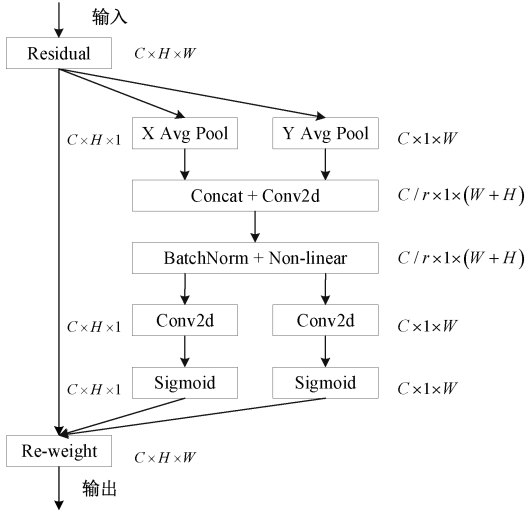 输入
Residual
C×H×W
C×H×1
X Avg Pool
Y Avg Pool
C×1×W
Concat + Conv2d
C/r×1×(W+H)
BatchNorm + Non-linear
C/r×1×(W+H)
C×H×1
Conv2d
Conv2d
C×1×W
C×H×1
Sigmoid
Sigmoid
C×1×W
Re-weight
C×H×W
输出